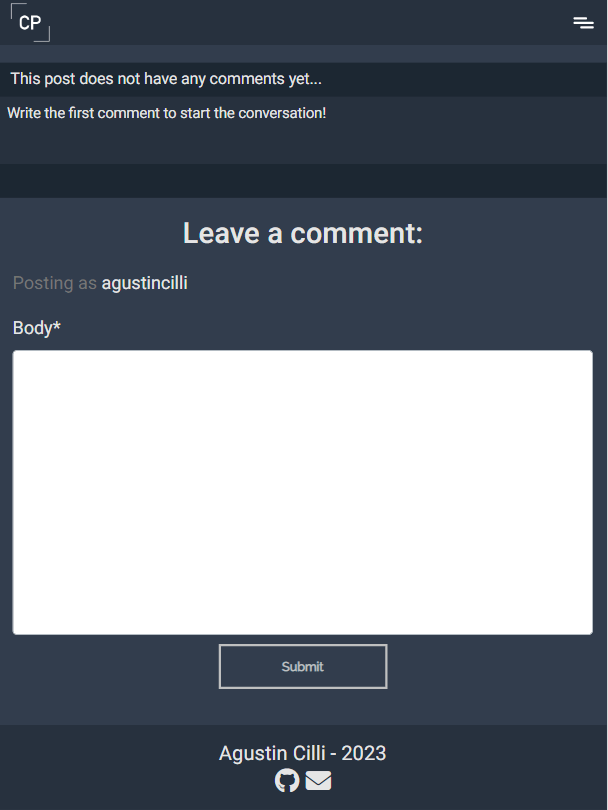 CP
This post does not have any comments yet...
Write the first comment to start the conversation!
Leave a comment:
Posting as agustincilli
Body*
Submit
Agustin Cilli - 2023